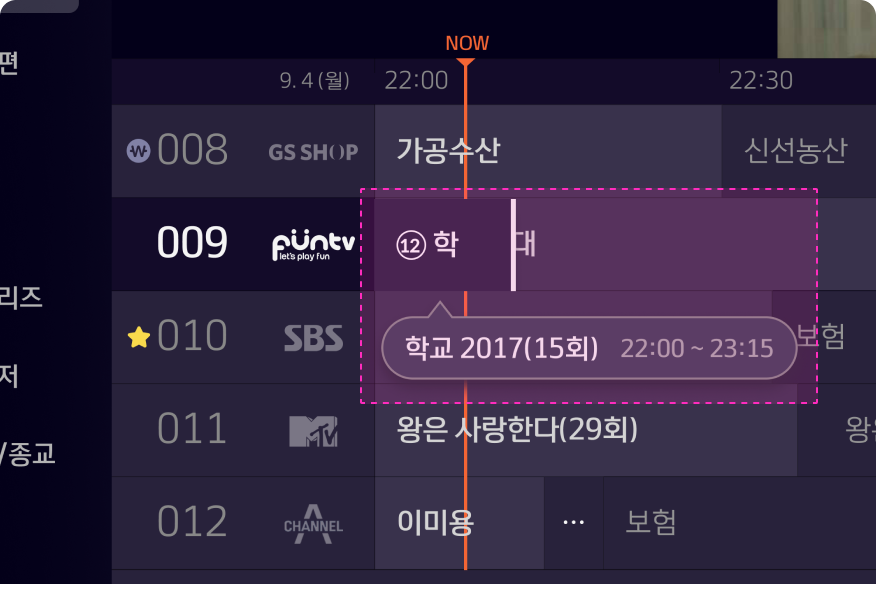 NOW
편
9. 4 (월) 22:00 22:30
008 GS SHOP 가공수산 신선농산
009 püntv let's play fun 12 학 대
리즈
010 SBS 보험
학교 2017(15회) 22:00 ~ 23:15
저
011 MTV 왕은 사랑한다(29회) 왕은
/종교
012 CHANNEL A 이미용 ... 보험